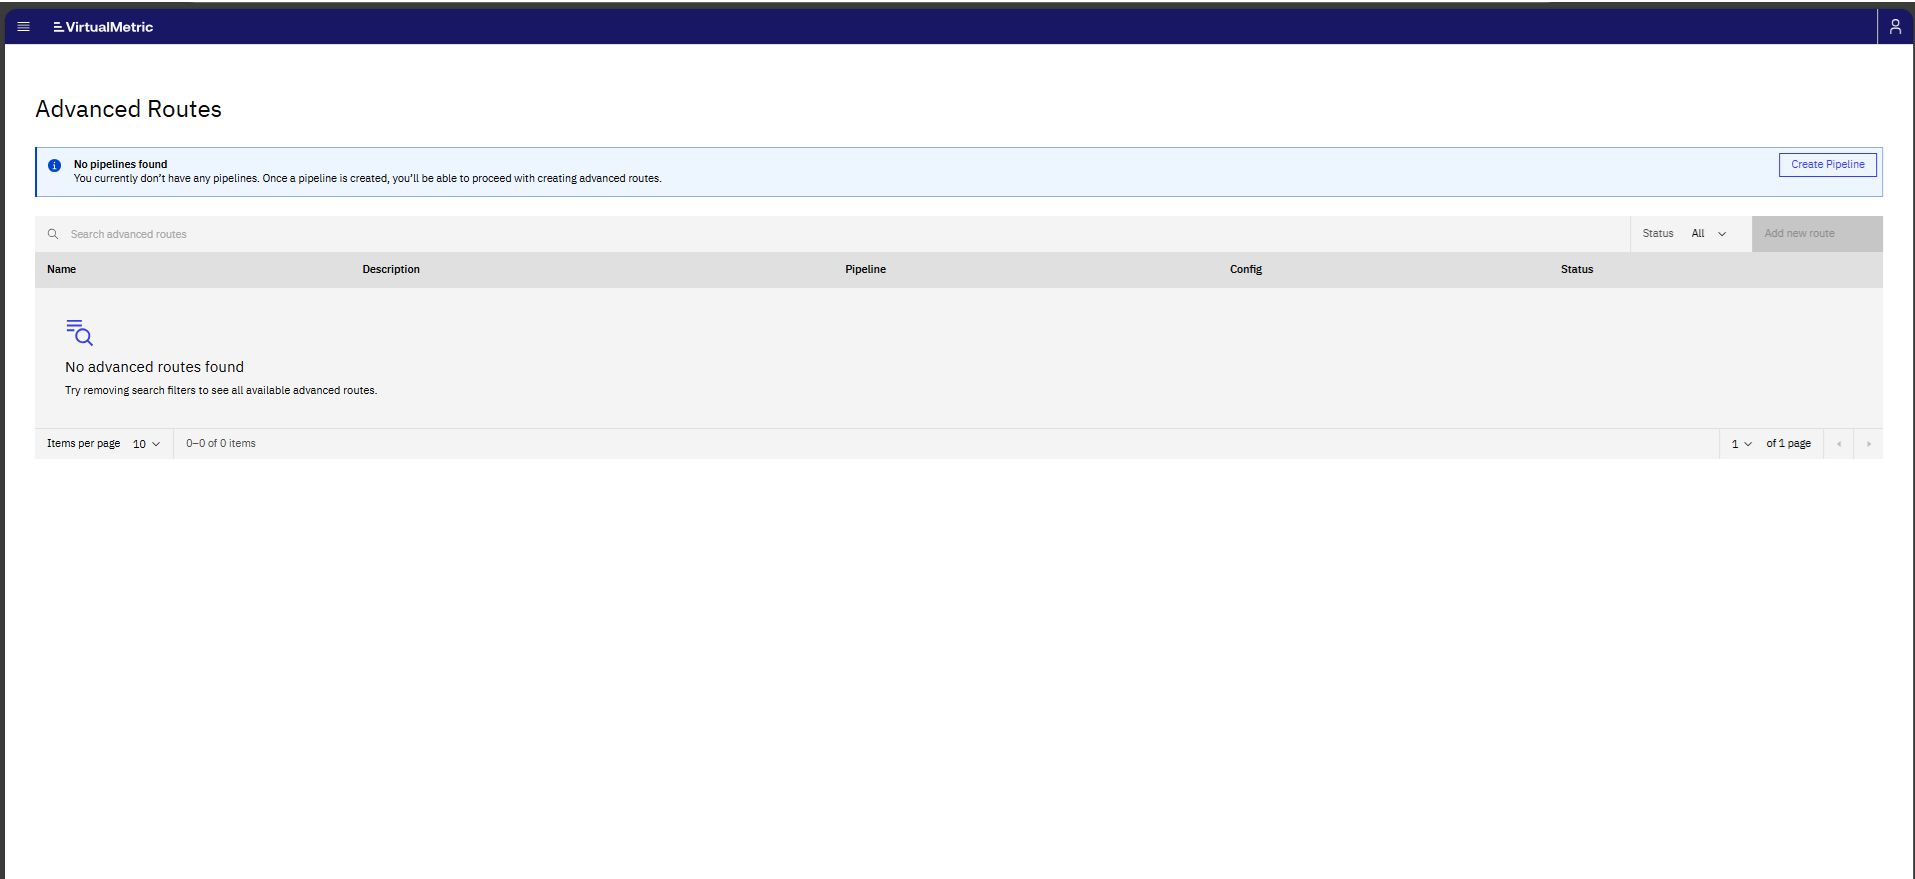 VirtualMetric
Advanced Routes
No pipelines found
You currently don't have any pipelines. Once a pipeline is created, you'll be able to proceed with creating advanced routes.
Create Pipeline
Search advanced routes
Status All
Add new route
Name Description Pipeline Config Status
No advanced routes found
Try removing search filters to see all available advanced routes.
Items per page 10 0–0 of 0 items 1 of 1 page